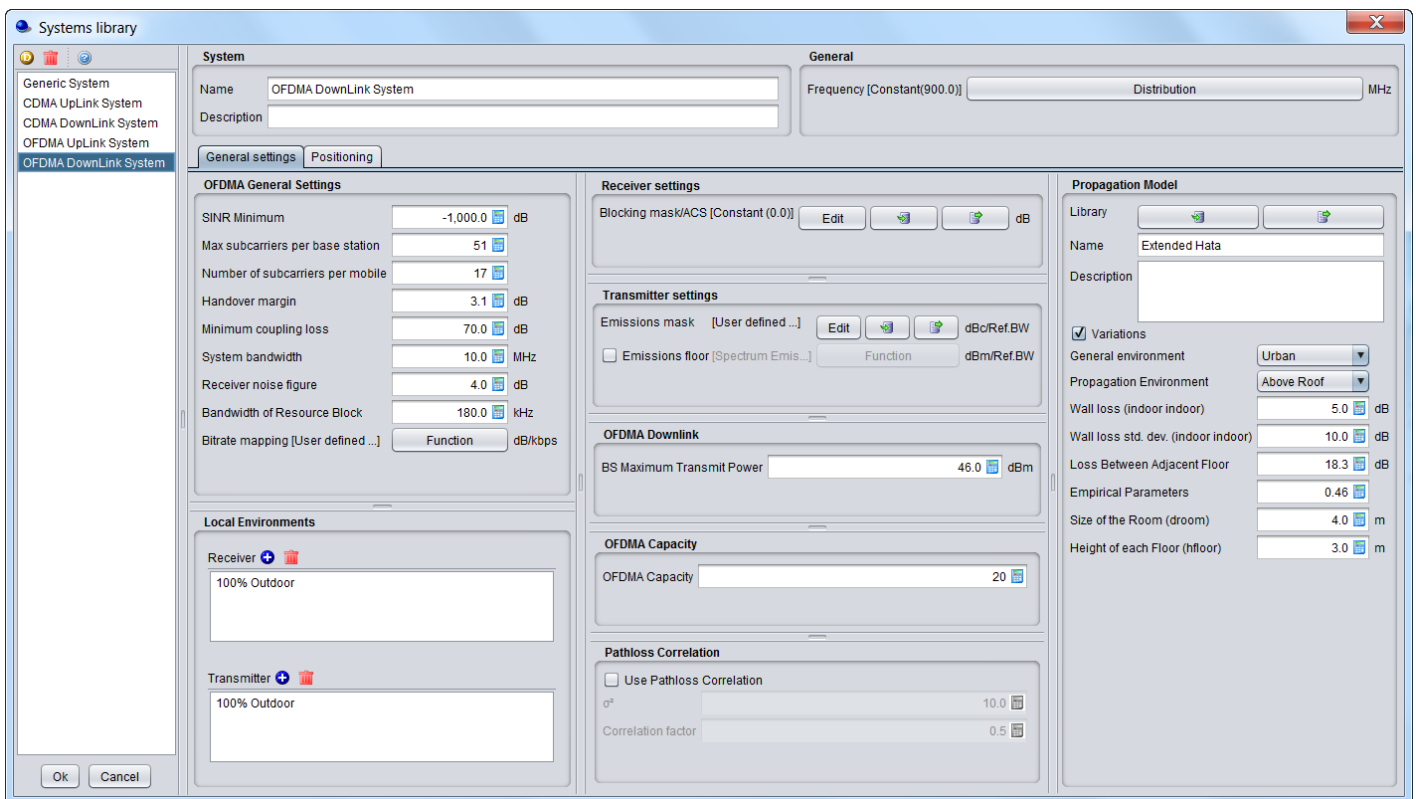 Systems library
X
Generic System
CDMA UpLink System
CDMA DownLink System
OFDMA UpLink System
OFDMA DownLink System
Ok
Cancel
System
Name
OFDMA DownLink System
Description
General
Frequency [Constant(900.0)]
Distribution
MHz
General settings
Positioning
OFDMA General Settings
SINR Minimum
-1,000.0
dB
Max subcarriers per base station
51
Number of subcarriers per mobile
17
Handover margin
3.1
dB
Minimum coupling loss
70.0
dB
System bandwidth
10.0
MHz
Receiver noise figure
4.0
dB
Bandwidth of Resource Block
180.0
kHz
Bitrate mapping [User defined ...]
Function
dB/kbps
Local Environments
Receiver
100% Outdoor
Transmitter
100% Outdoor
Receiver settings
Blocking mask/ACS [Constant (0.0)]
Edit
dB
Transmitter settings
Emissions mask
[User defined ...]
Edit
dBc/Ref.BW
Emissions floor [Spectrum Emis...]
Function
dBm/Ref.BW
OFDMA Downlink
BS Maximum Transmit Power
46.0
dBm
OFDMA Capacity
OFDMA Capacity
20
Pathloss Correlation
Use Pathloss Correlation
σ²
10.0
Correlation factor
0.5
Propagation Model
Library
Name
Extended Hata
Description
Variations
General environment
Urban
Propagation Environment
Above Roof
Wall loss (indoor indoor)
5.0
dB
Wall loss std. dev. (indoor indoor)
10.0
dB
Loss Between Adjacent Floor
18.3
dB
Empirical Parameters
0.46
Size of the Room (droom)
4.0
m
Height of each Floor (hfloor)
3.0
m